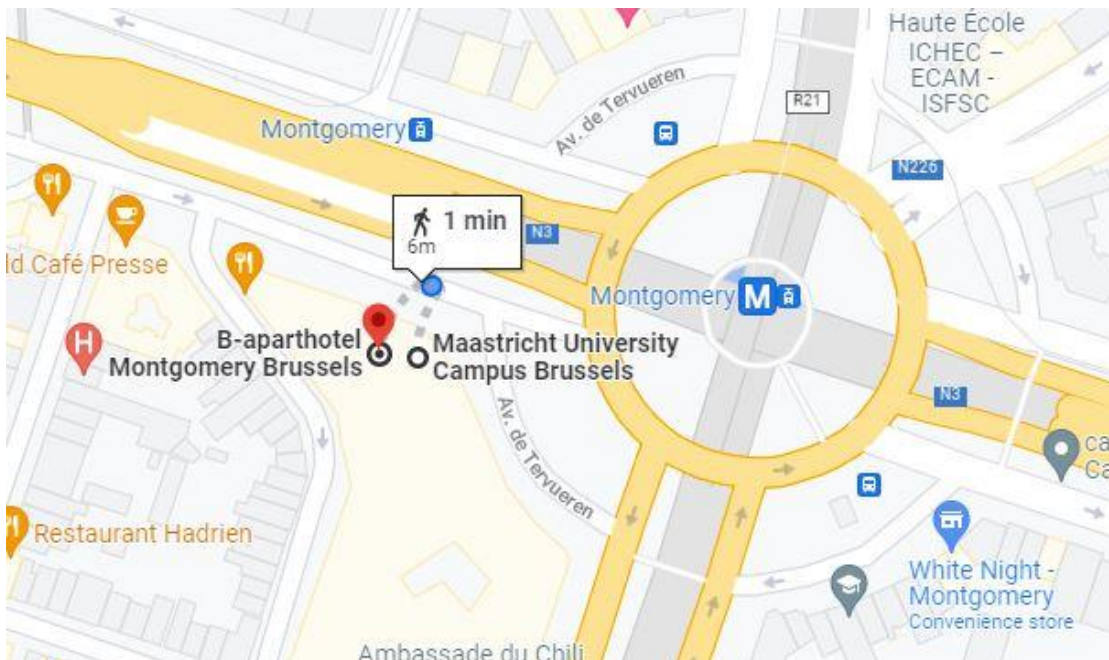 Haute École
ICHEC –
ECAM -
ISFSC
R21
Av. de Tervueren
Montgomery
N226
1 min
6m
N3
ld Café Presse
Montgomery M
B-aparthotel
Montgomery Brussels
Maastricht University
Campus Brussels
H
N3
Av. de Tervueren
ca
Ca
Restaurant Hadrien
White Night -
Montgomery
Convenience store
Ambassade du Chili